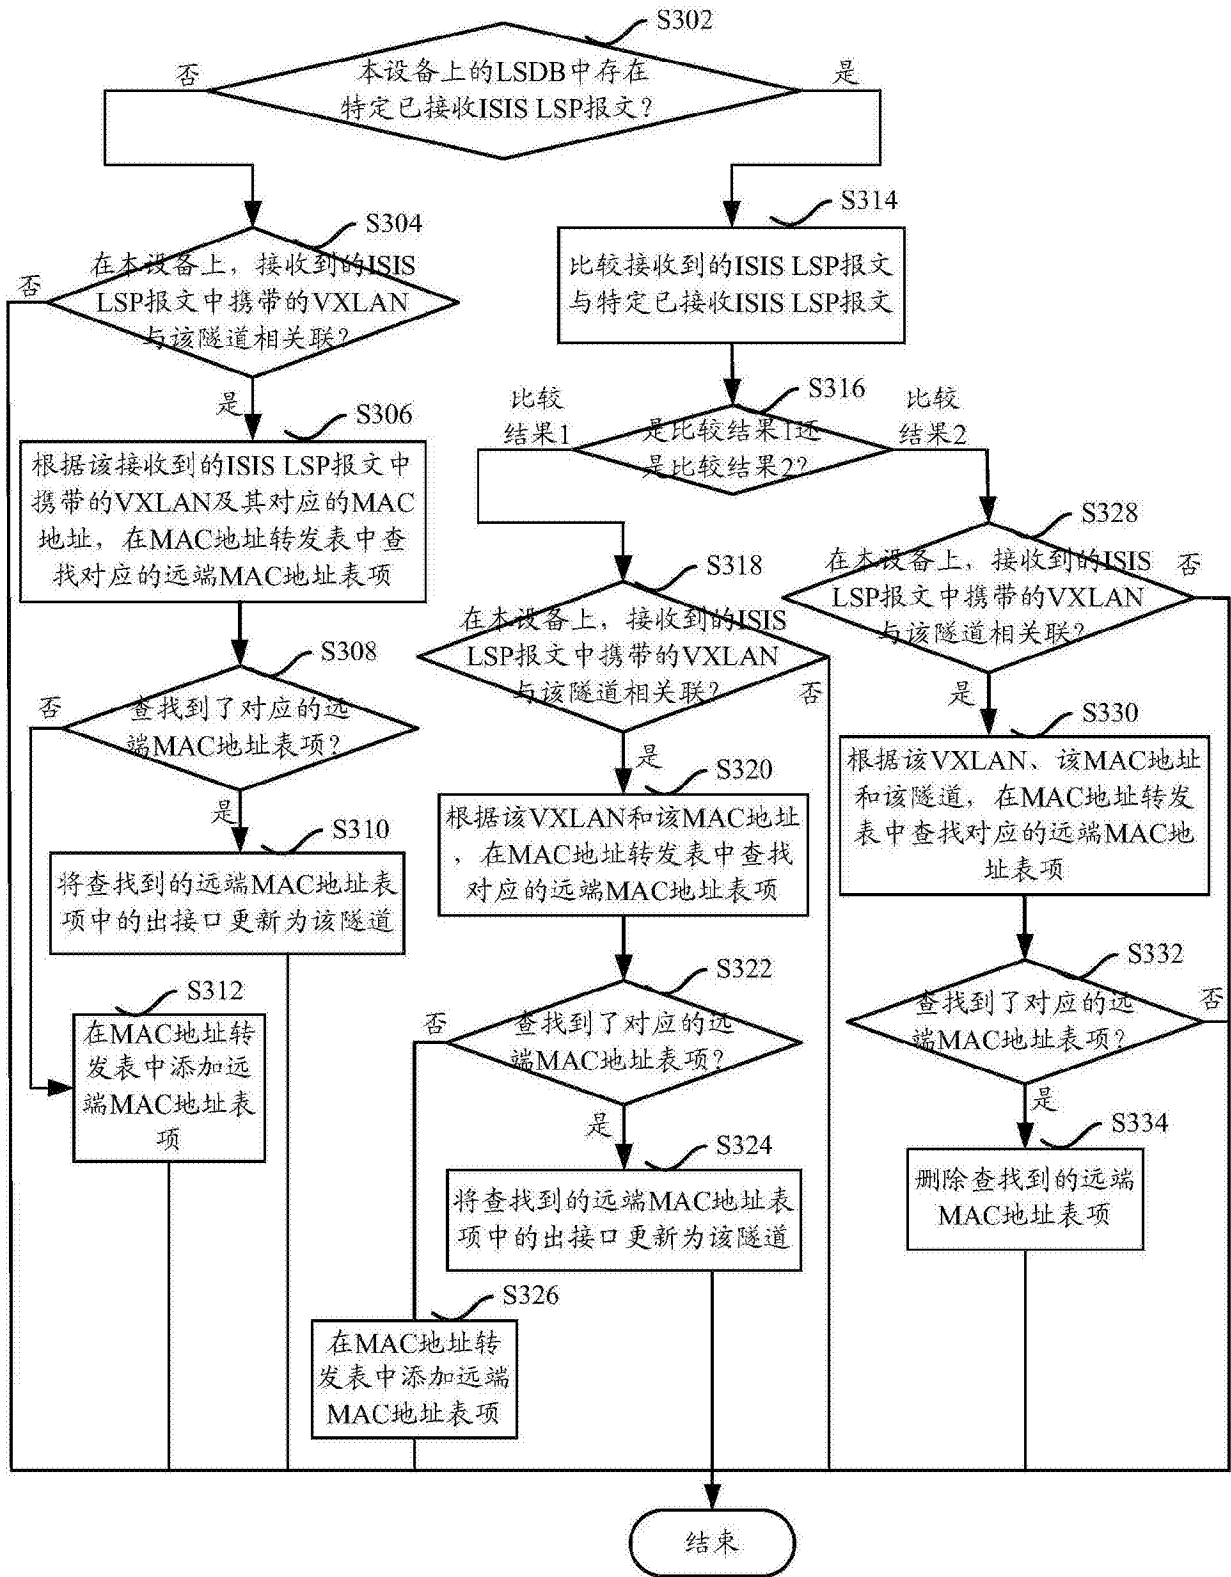 S302
否
是
本设备上的LSDB中存在
特定已接收ISIS LSP报文？
S304
否
在本设备上，接收到的ISIS
LSP报文中携带的VXLAN
与该隧道相关联？
是
S306
根据该接收到的ISIS LSP报文中
携带的VXLAN及其对应的MAC
地址，在MAC地址转发表中查
找对应的远端MAC地址表项
S308
否
查找到了对应的远
端MAC地址表项？
是
S310
将查找到的远端MAC地址表
项中的出接口更新为该隧道
S312
在MAC地址转
发表中添加远
端MAC地址表
项
S314
比较接收到的ISIS LSP报文
与特定已接收ISIS LSP报文
S316
比较
结果1
是比较结果1还
是比较结果2？
比较
结果2
S318
在本设备上，接收到的ISIS
LSP报文中携带的VXLAN
与该隧道相关联？
否
是
S320
根据该VXLAN和该MAC地址
，在MAC地址转发表中查找
对应的远端MAC地址表项
S322
否
查找到了对应的远
端MAC地址表项？
是
S324
将查找到的远端MAC地址表
项中的出接口更新为该隧道
S326
在MAC地址转
发表中添加远端
MAC地址表项
S328
在本设备上，接收到的ISIS
LSP报文中携带的VXLAN
与该隧道相关联？
否
是
S330
根据该VXLAN、该MAC地址
和该隧道，在MAC地址转发
表中查找对应的远端MAC地
址表项
S332
查找到了对应的远
端MAC地址表项？
否
是
S334
删除查找到的远端
MAC地址表项
结束